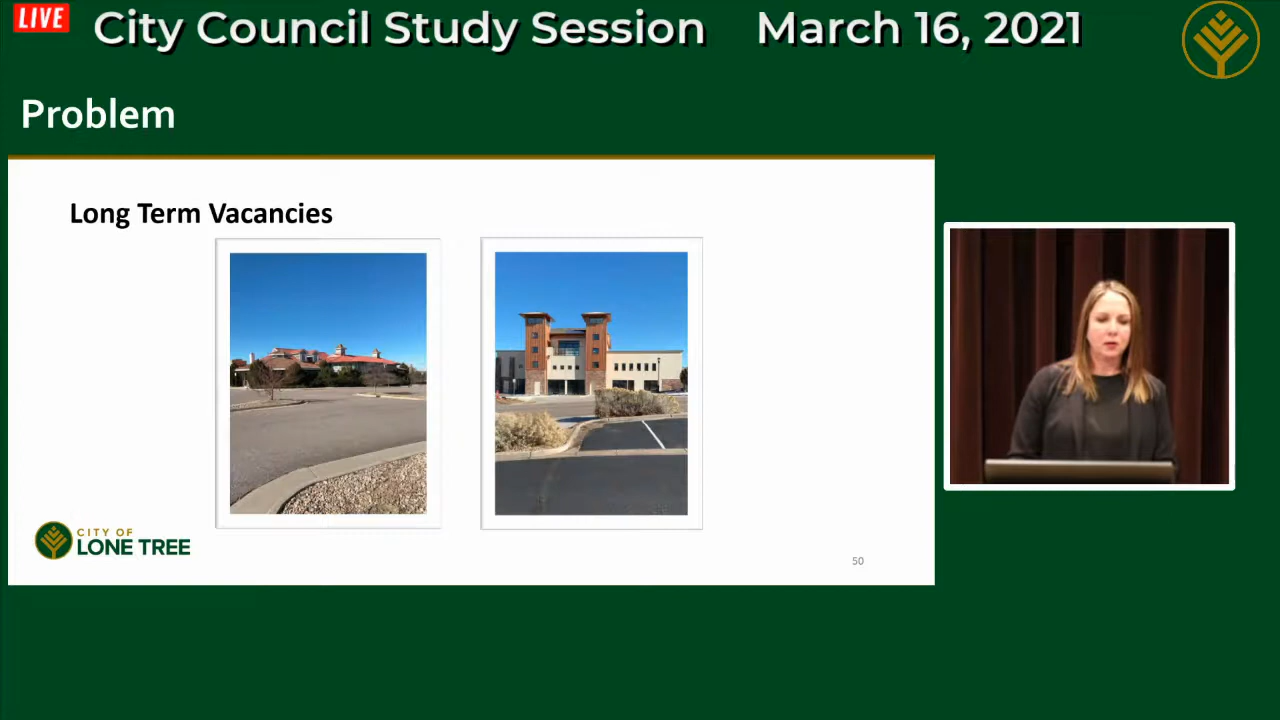 LIVE
City Council Study Session March 16, 2021
Problem
Long Term Vacancies
CITY OF
LONE TREE
50